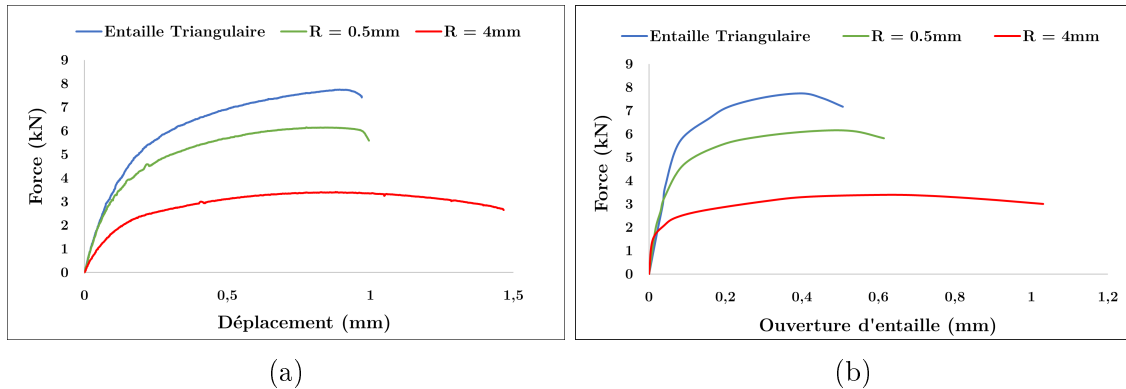 Entaille Triangulaire R = 0.5mm R = 4mm
9
8
7
6
5
4
3
2
1
0
Force (kN)
0 0,5 1 1,5
Déplacement (mm)
(a)
Entaille Triangulaire R = 0.5mm R = 4mm
9
8
7
6
5
4
3
2
1
0
Force (kN)
0 0,2 0,4 0,6 0,8 1 1,2
Ouverture d'entaille (mm)
(b)